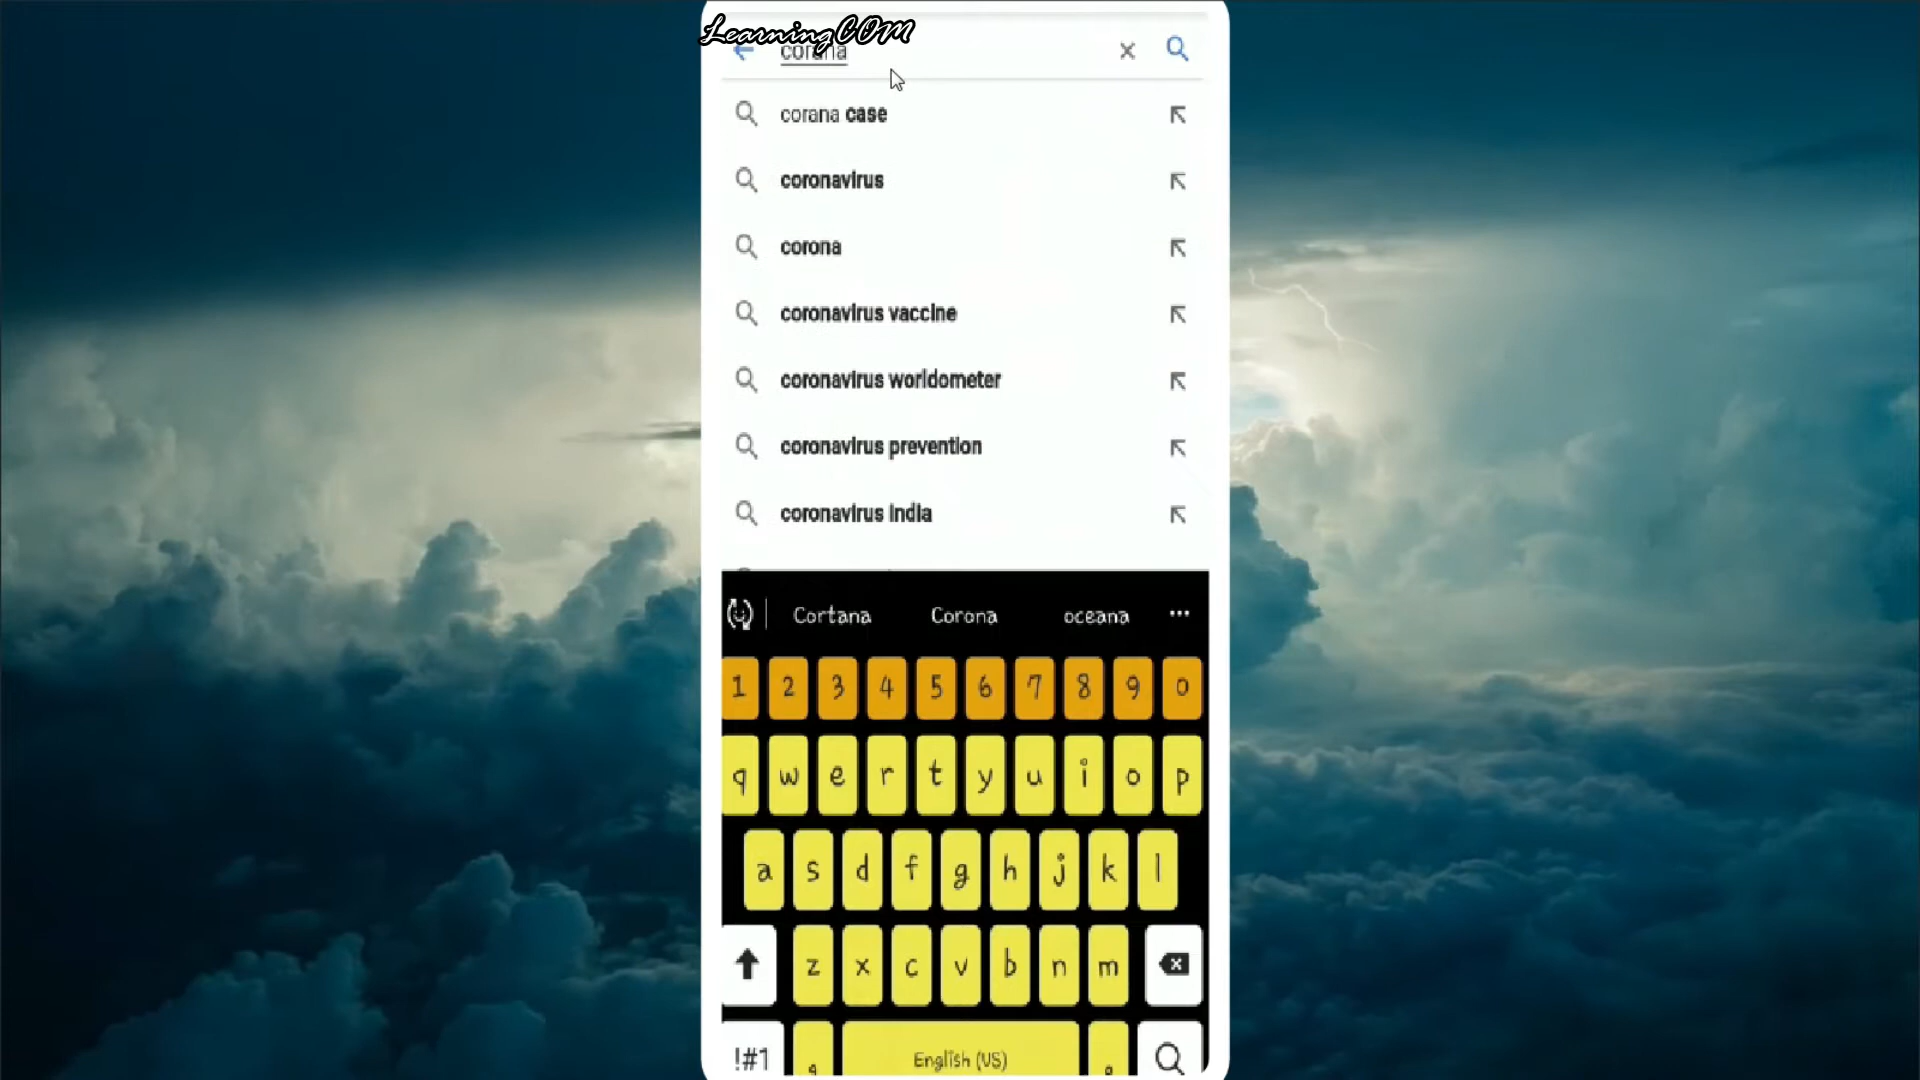 LearningCOM
corana
corana case
coronavirus
corona
coronavirus vaccine
coronavirus worldometer
coronavirus prevention
coronavirus india
Cortana Corona oceana
1 2 3 4 5 6 7 8 9 0
q w e r t y u i o p
a s d f g h j k l
z x c v b n m
!#1 English (US)